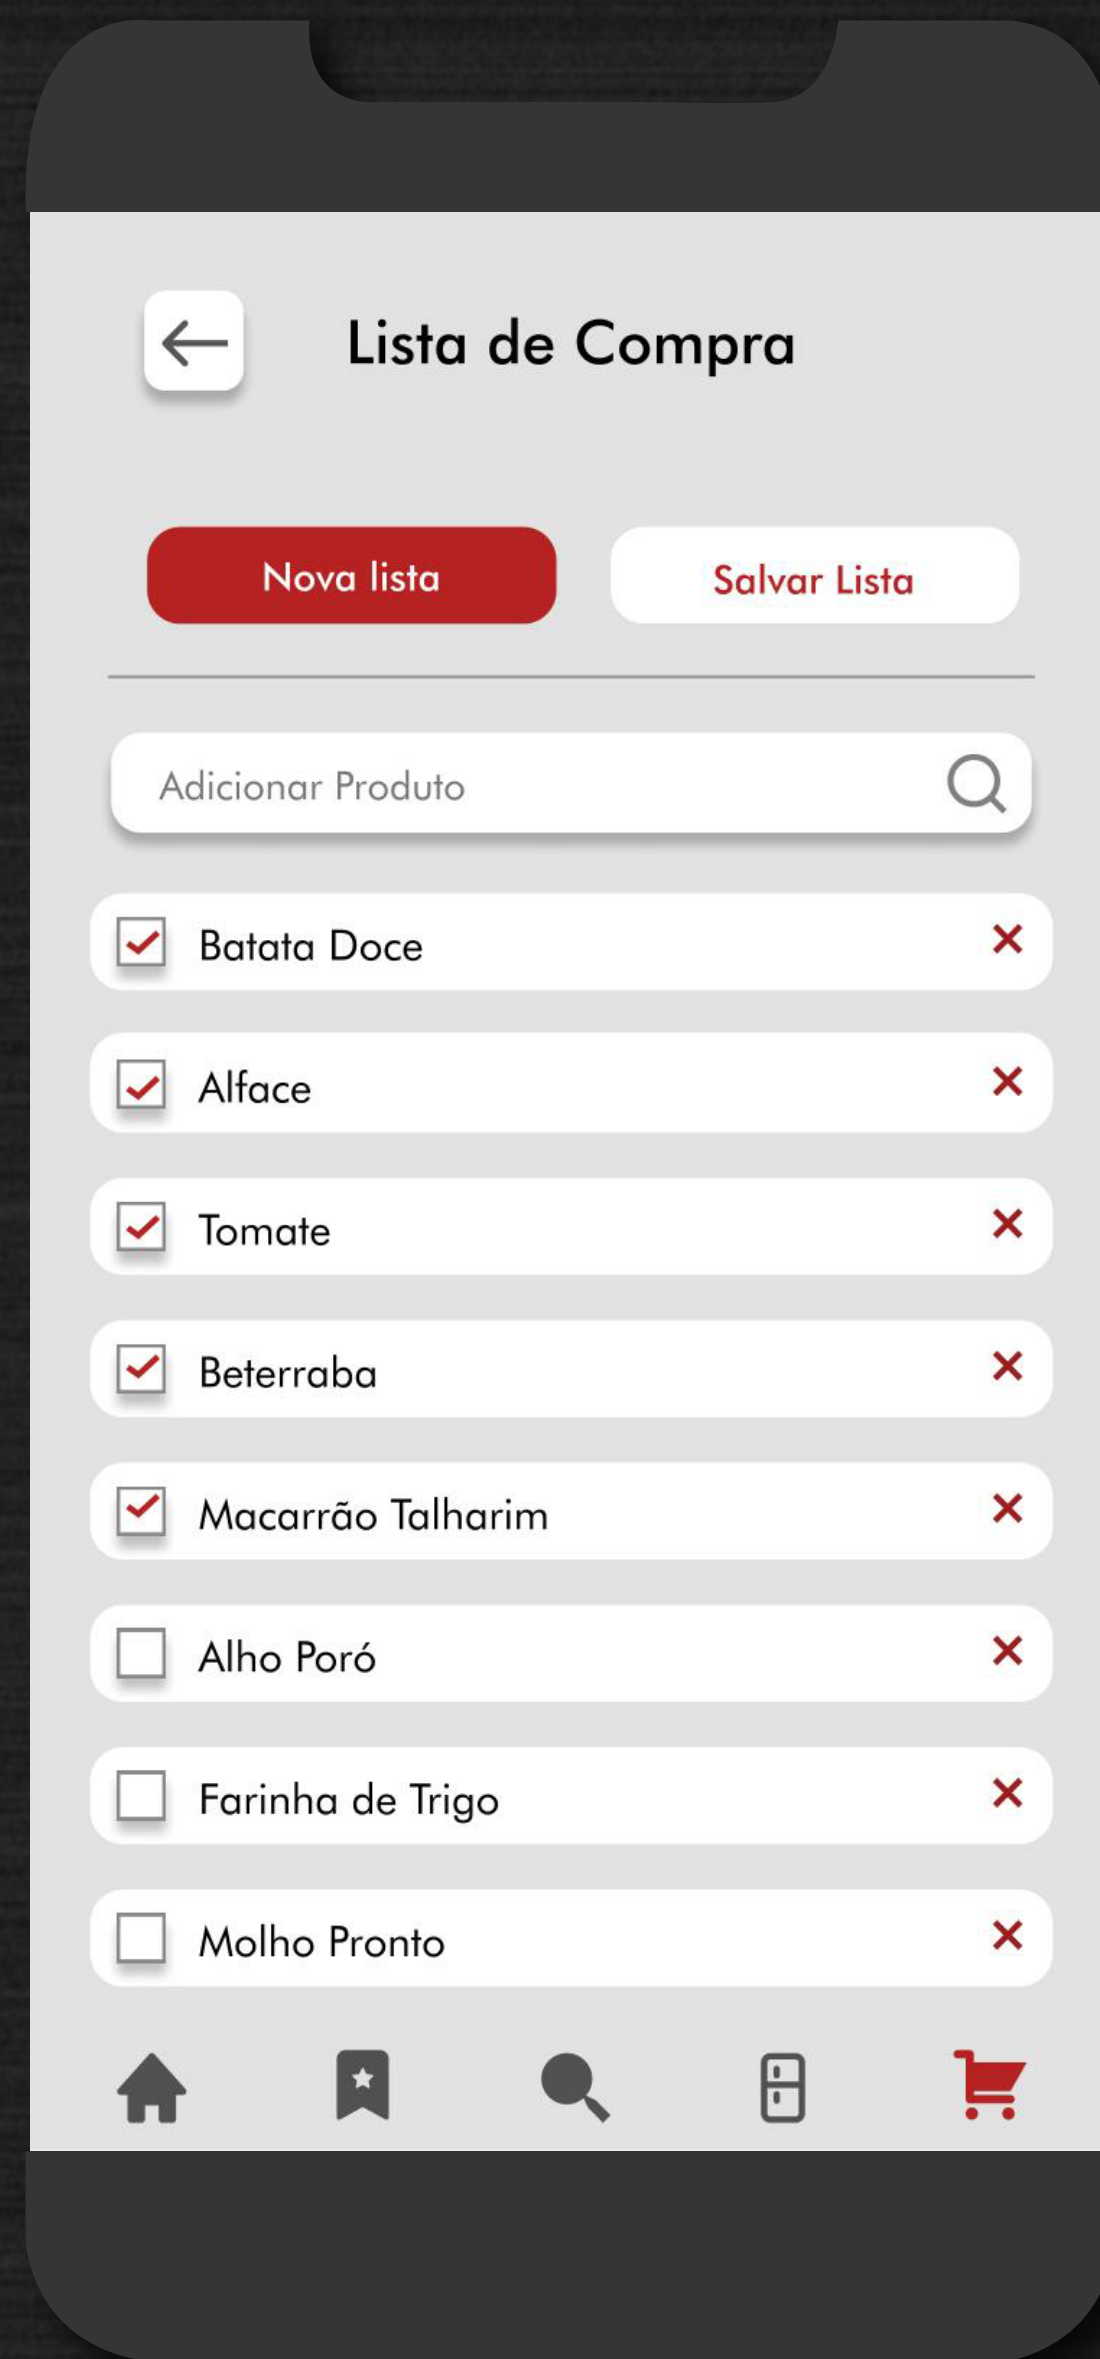 Lista de Compra
Nova lista
Salvar Lista
Adicionar Produto
Batata Doce
Alface
Tomate
Beterraba
Macarrão Talharim
Alho Poró
Farinha de Trigo
Molho Pronto